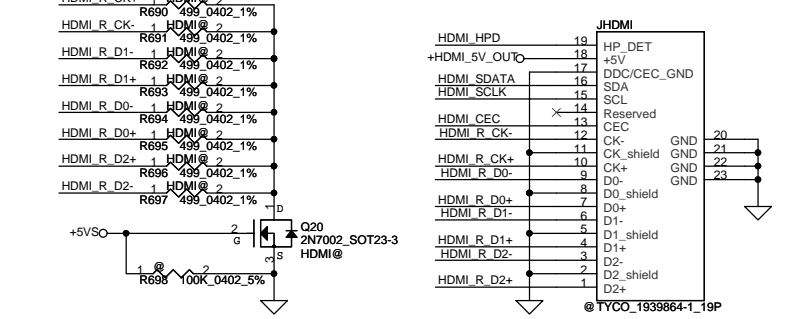 HDMI_R_CK+ 1 HDMI@ 2
R690 499_0402_1%
HDMI_R_CK- 1 HDMI@ 2
R691 499_0402_1%
HDMI_R_D1- 1 HDMI@ 2
R692 499_0402_1%
HDMI_R_D1+ 1 HDMI@ 2
R693 499_0402_1%
HDMI_R_D0- 1 HDMI@ 2
R694 499_0402_1%
HDMI_R_D0+ 1 HDMI@ 2
R695 499_0402_1%
HDMI_R_D2+ 1 HDMI@ 2
R696 499_0402_1%
HDMI_R_D2- 1 HDMI@ 2
R697 499_0402_1%
1 D
+5VS 2 G
Q20
2N7002_SOT23-3
HDMI@
3 S
@
1 2
R698 100K_0402_5%
JHDMI
HDMI_HPD 19 HP_DET
+HDMI_5V_OUT 18 +5V
17 DDC/CEC_GND
HDMI_SDATA 16 SDA
HDMI_SCLK 15 SCL
14 Reserved
HDMI_CEC 13 CEC
HDMI_R_CK- 12 CK- GND 20
11 CK_shield GND 21
HDMI_R_CK+ 10 CK+ GND 22
HDMI_R_D0- 9 D0- GND 23
8 D0_shield
HDMI_R_D0+ 7 D0+
HDMI_R_D1- 6 D1-
5 D1_shield
HDMI_R_D1+ 4 D1+
HDMI_R_D2- 3 D2-
2 D2_shield
HDMI_R_D2+ 1 D2+
@ TYCO_1939864-1_19P